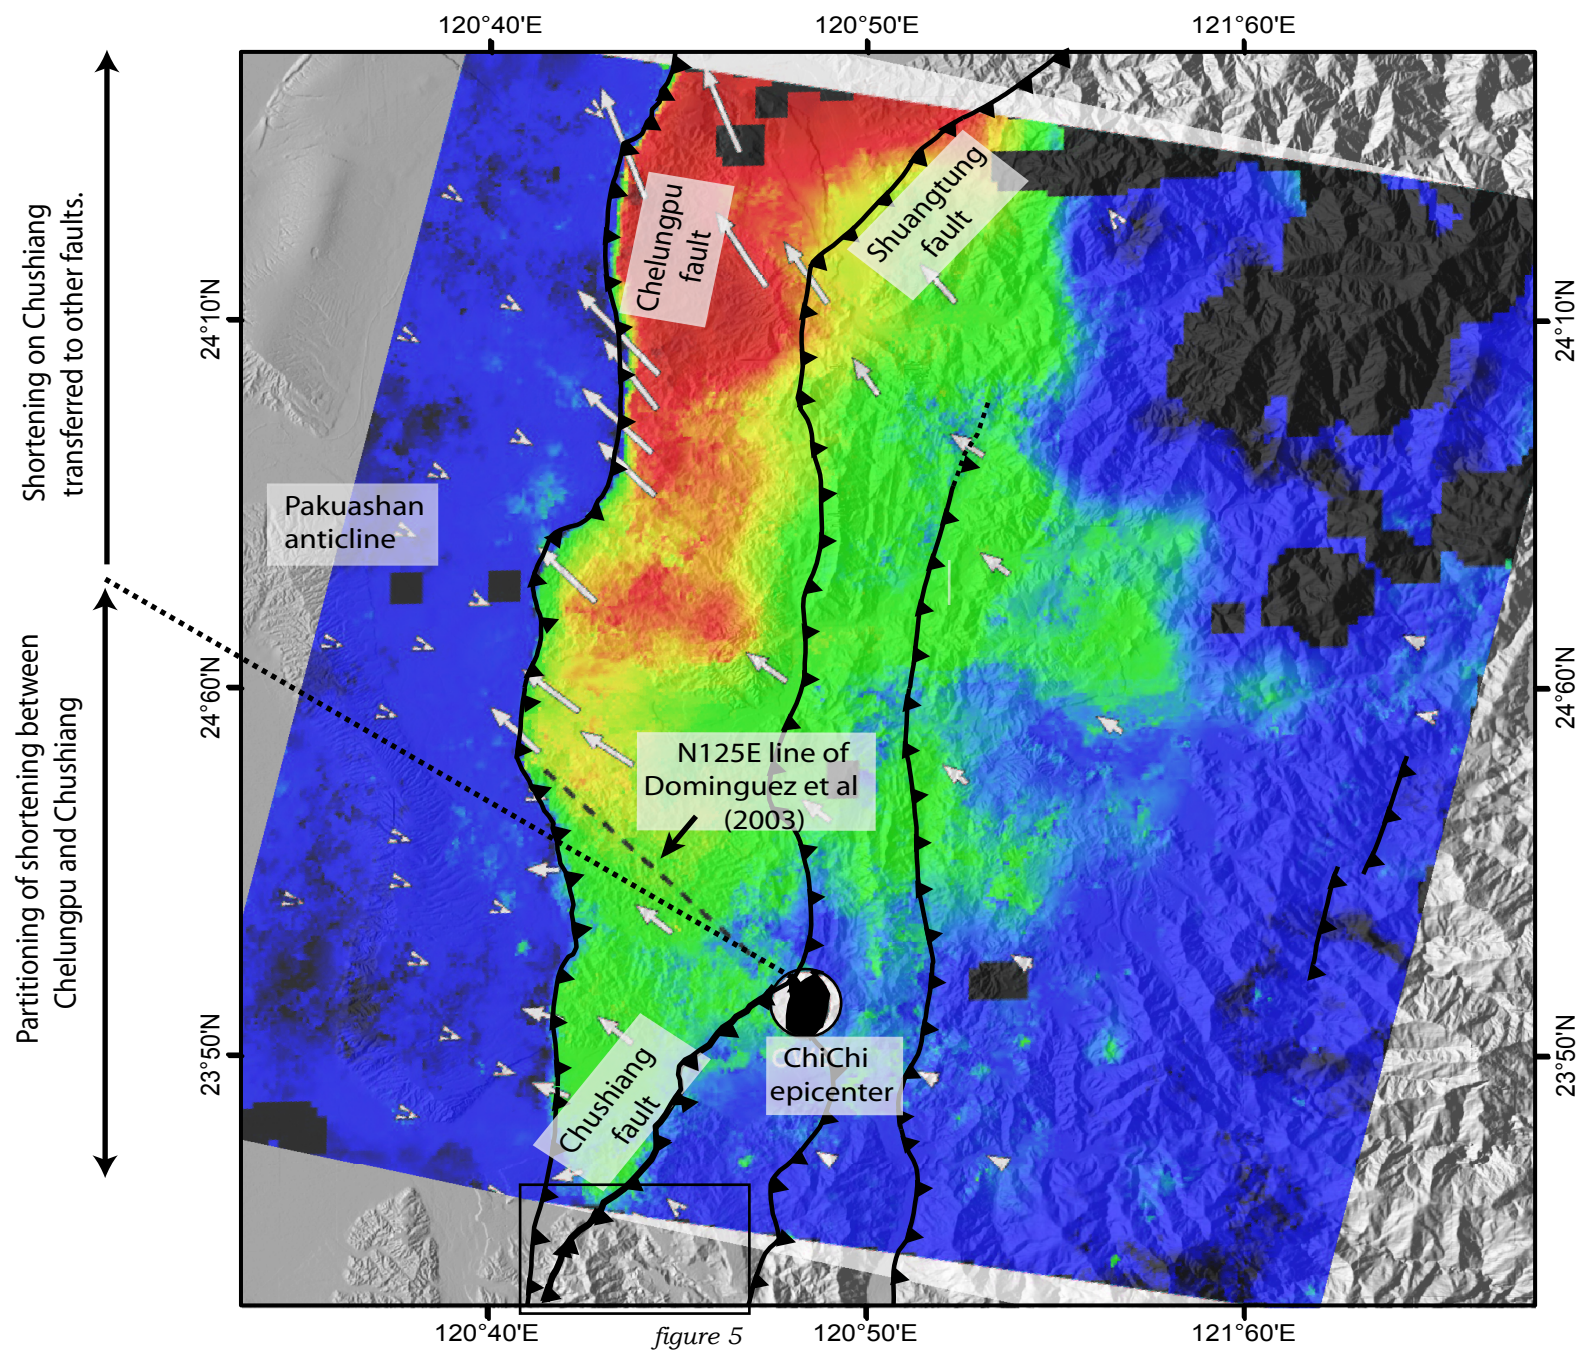 120°40'E
120°50'E
121°60'E
Shortening on Chushiang
transferred to other faults.
Partitioning of shortening between
Chelungpu and Chushiang
24°10'N
24°60'N
23°50'N
Chelungpu
fault
Shuangtung
fault
Pakuashan
anticline
N125E line of
Dominguez et al
(2003)
ChiChi
epicenter
Chushiang
fault
24°10'N
24°60'N
23°50'N
120°40'E
figure 5
120°50'E
121°60'E